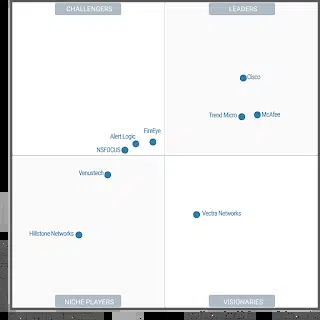 CHALLENGERS
LEADERS
Cisco
Trend Micro
McAfee
FireEye
Alert Logic
NSFOCUS
Venustech
Vectra Networks
Hillstone Networks
NICHE PLAYERS
VISIONARIES